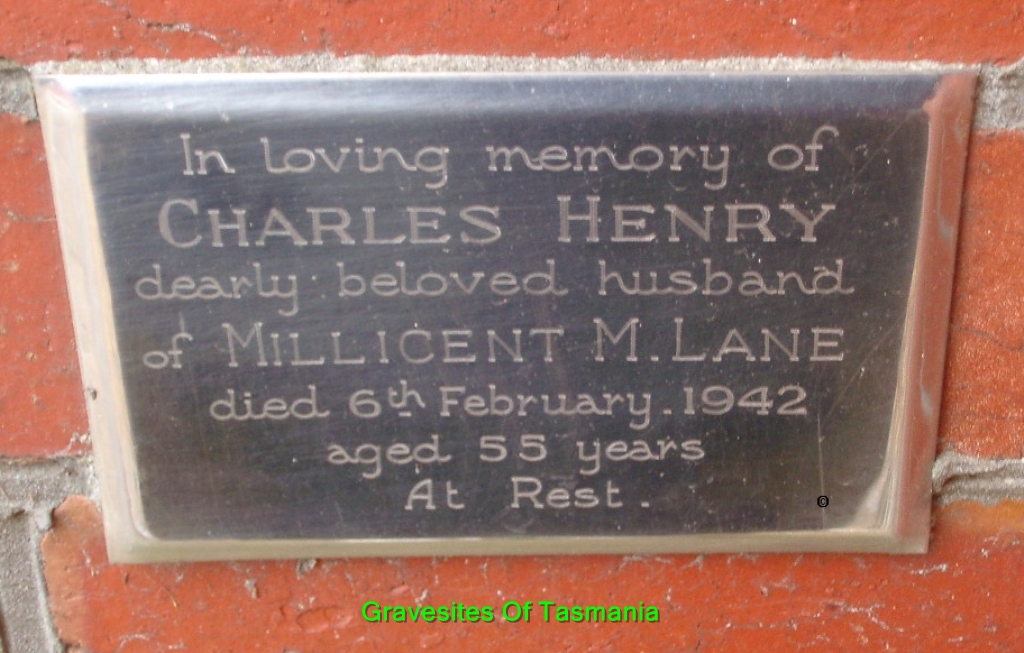 In loving memory of
CHARLES HENRY
dearly beloved husband
of MILLICENT M. LANE
died 6th February. 1942
aged 55 years
At Rest.
©
Gravesites Of Tasmania